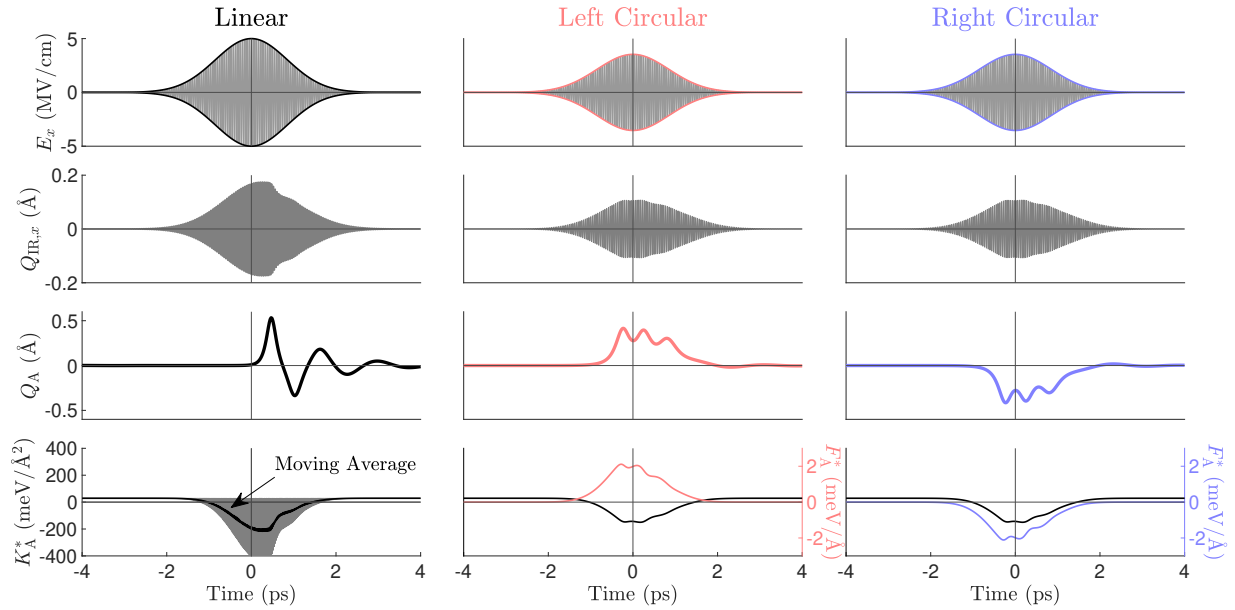 Linear
Left Circular
Right Circular
E_x (MV/cm)
5
0
-5
Q_IR,x (Å)
0.2
0
-0.2
Q_A (Å)
0.5
0
-0.5
K*_A (meV/Å²)
400
200
0
-200
-400
Moving Average
2
0
-2
F*_A (meV/Å)
2
0
-2
F*_A (meV/Å)
-4 -2 0 2 4
-4 -2 0 2 4
-4 -2 0 2 4
Time (ps)
Time (ps)
Time (ps)